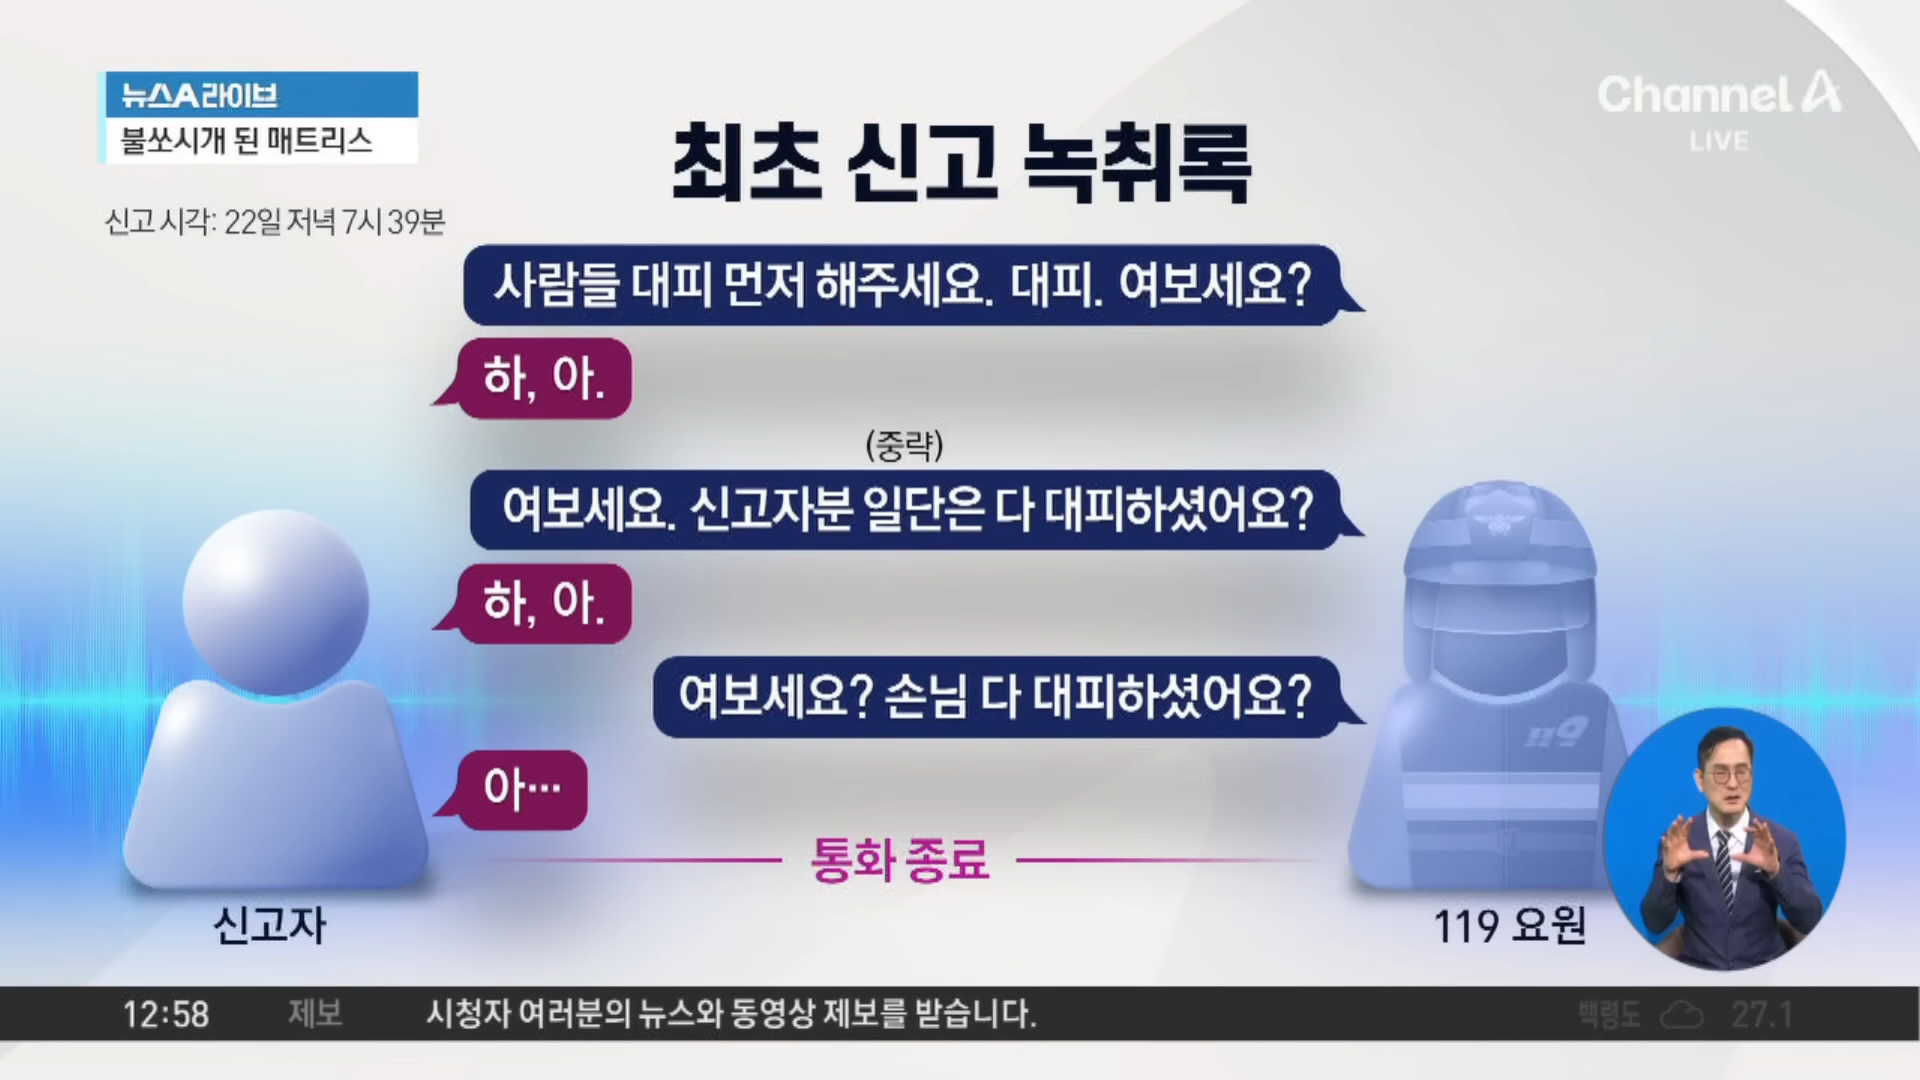 뉴스A라이브
불쏘시개 된 매트리스
Channel A
LIVE
최초 신고 녹취록
신고 시각: 22일 저녁 7시 39분
사람들 대피 먼저 해주세요. 대피. 여보세요?
하, 아.
(중략)
여보세요. 신고자분 일단은 다 대피하셨어요?
하, 아.
여보세요? 손님 다 대피하셨어요?
아…
통화 종료
119
신고자
119 요원
12:58 제보 시청자 여러분의 뉴스와 동영상 제보를 받습니다. 백령도 27.1